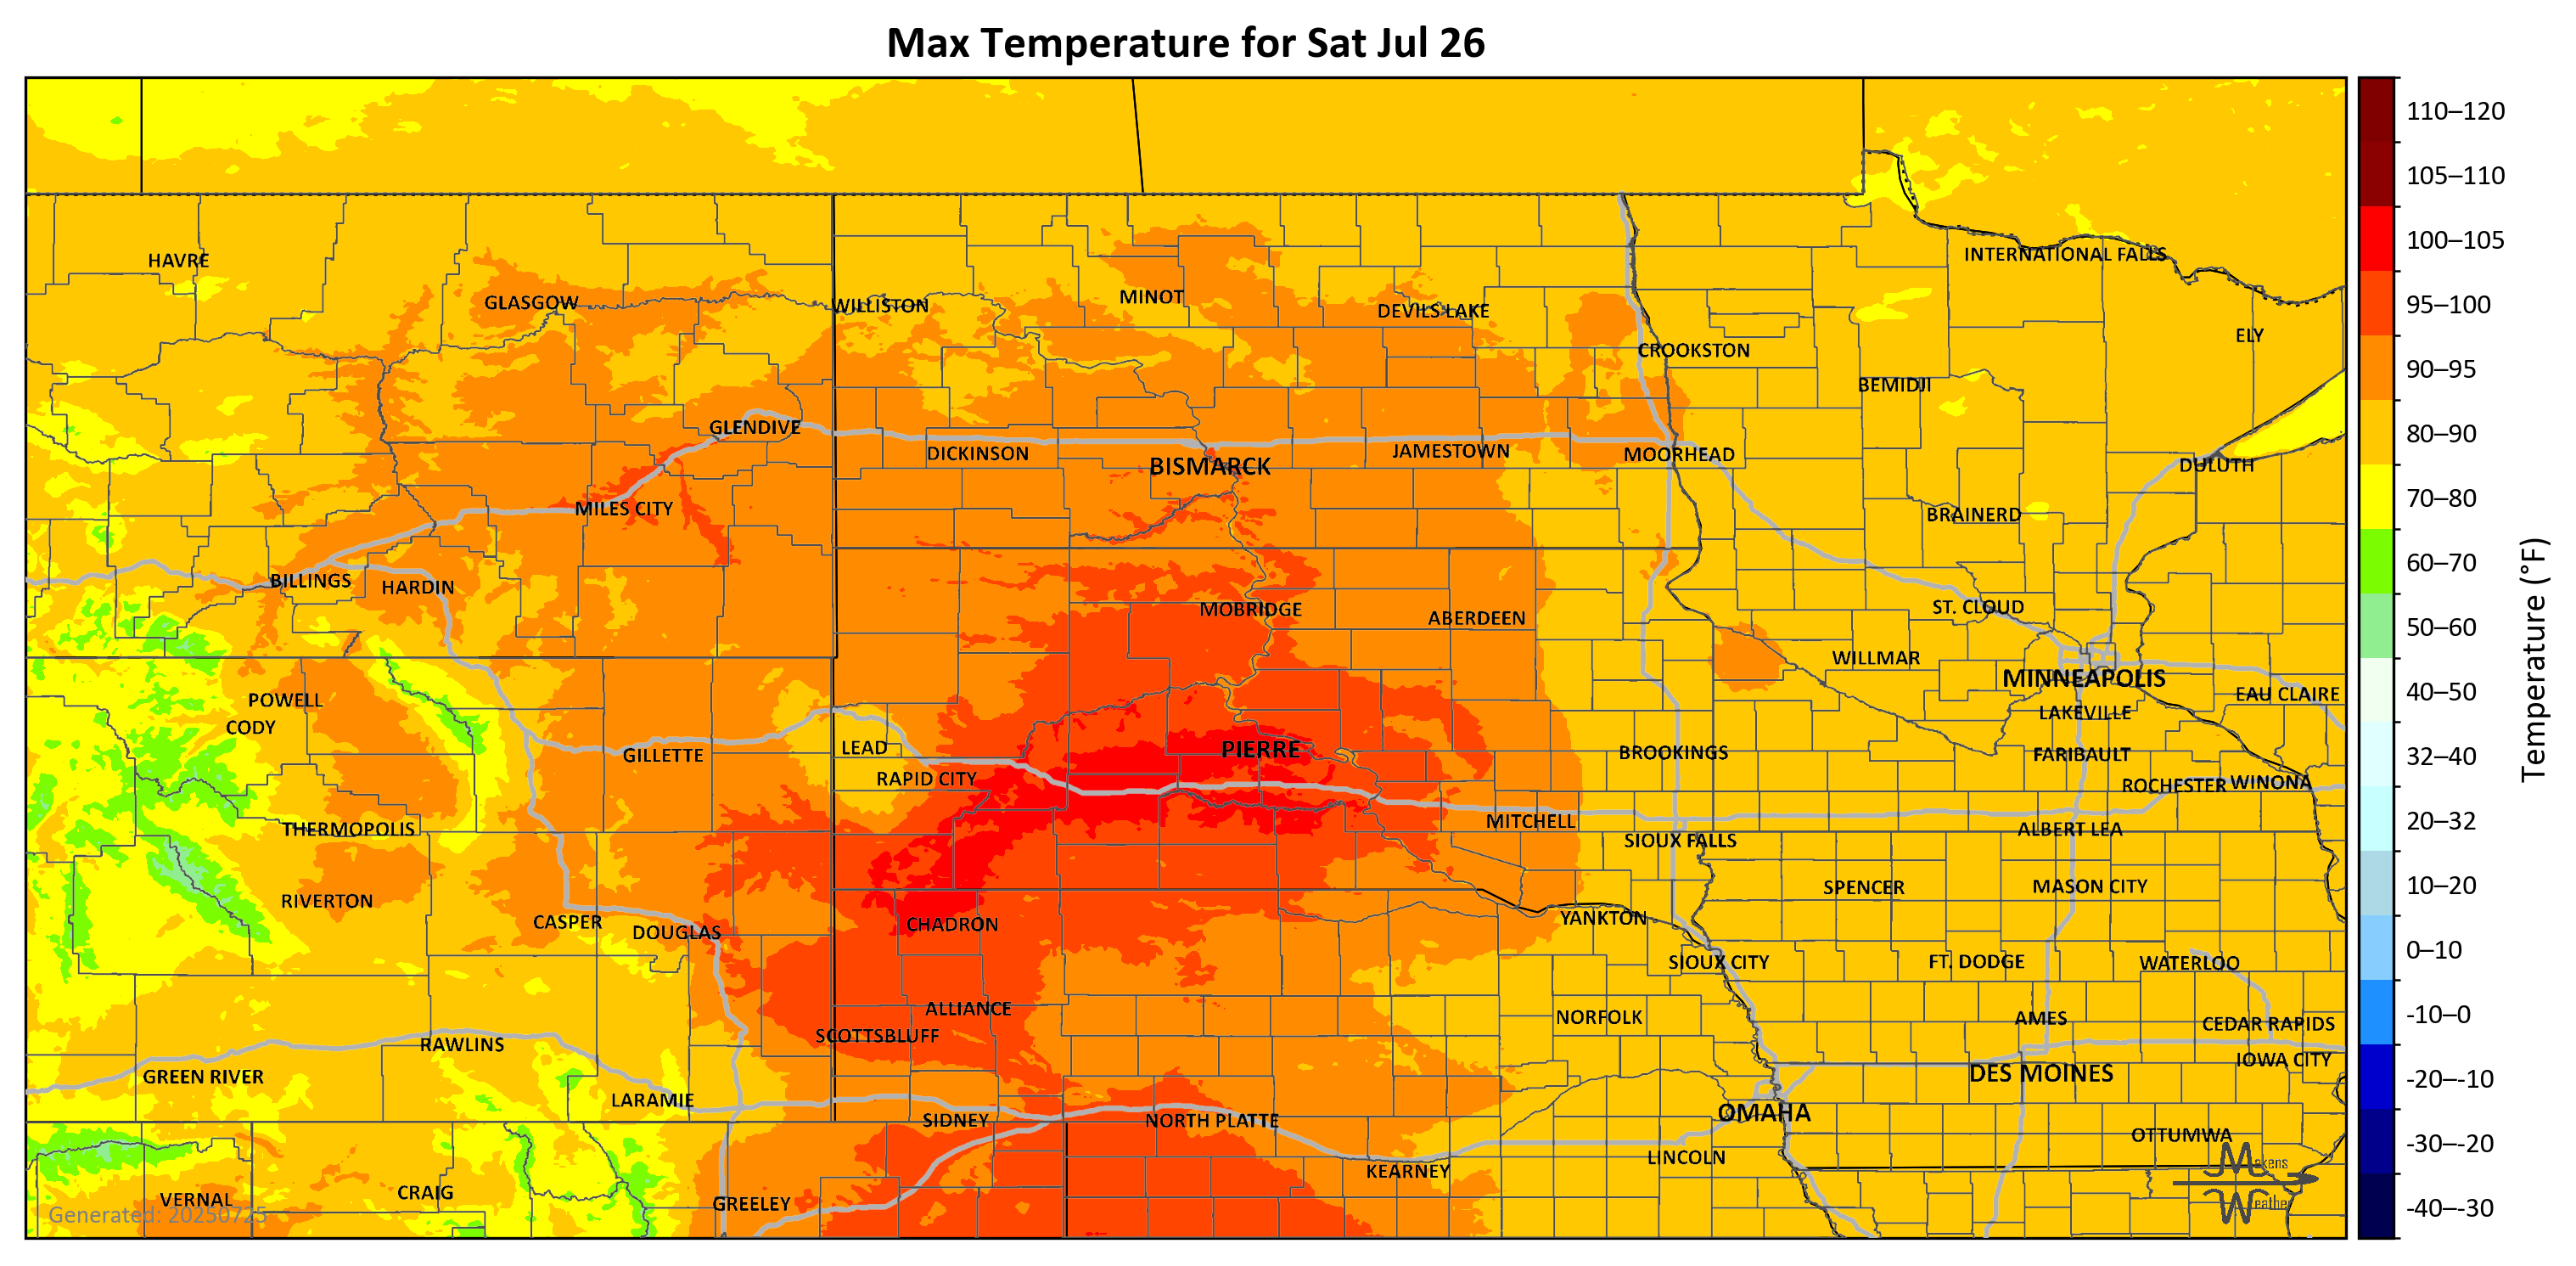 Max Temperature for Sat Jul 26
110–120
105–110
100–105
95–100
90–95
80–90
70–80
60–70
50–60
40–50
32–40
20–32
10–20
0–10
-10–0
-20–-10
-30–-20
-40–-30
Temperature (°F)
HAVRE
INTERNATIONAL FALLS
GLASGOW
WILLISTON
MINOT
DEVILS LAKE
ELY
CROOKSTON
BEMIDJI
GLENDIVE
DICKINSON
BISMARCK
JAMESTOWN
MOORHEAD
DULUTH
MILES CITY
BRAINERD
BILLINGS
HARDIN
MOBRIDGE
ABERDEEN
ST. CLOUD
WILLMAR
MINNEAPOLIS
POWELL
EAU CLAIRE
CODY
LAKEVILLE
GILLETTE
LEAD
PIERRE
BROOKINGS
FARIBAULT
RAPID CITY
ROCHESTER
WINONA
THERMOPOLIS
MITCHELL
ALBERT LEA
SIOUX FALLS
RIVERTON
SPENCER
MASON CITY
CASPER
DOUGLAS
CHADRON
YANKTON
SIOUX CITY
FT. DODGE
WATERLOO
ALLIANCE
NORFOLK
AMES
CEDAR RAPIDS
SCOTTSBLUFF
RAWLINS
IOWA CITY
GREEN RIVER
DES MOINES
LARAMIE
SIDNEY
NORTH PLATTE
OMAHA
OTTUMWA
KEARNEY
LINCOLN
VERNAL
CRAIG
GREELEY
Makens
Weather
Generated: 20250725